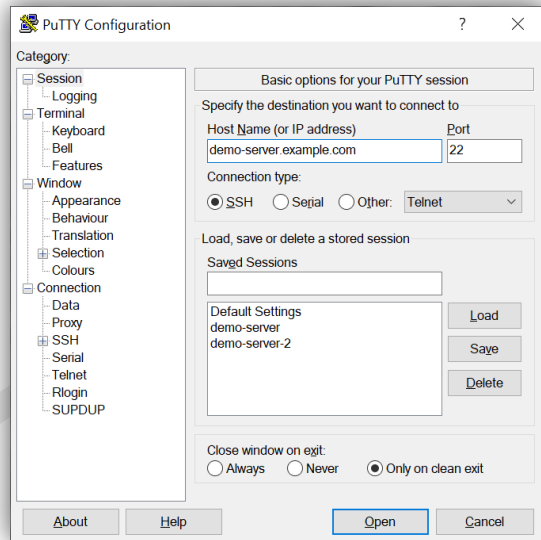 PuTTY Configuration
?
Category:
Session
Logging
Terminal
Keyboard
Bell
Features
Window
Appearance
Behaviour
Translation
Selection
Colours
Connection
Data
Proxy
SSH
Serial
Telnet
Rlogin
SUPDUP
Basic options for your PuTTY session
Specify the destination you want to connect to
Host Name (or IP address) Port
demo-server.example.com 22
Connection type:
SSH Serial Other: Telnet
Load, save or delete a stored session
Saved Sessions
Default Settings
demo-server
demo-server-2
Load
Save
Delete
Close window on exit:
Always Never Only on clean exit
About Help Open Cancel